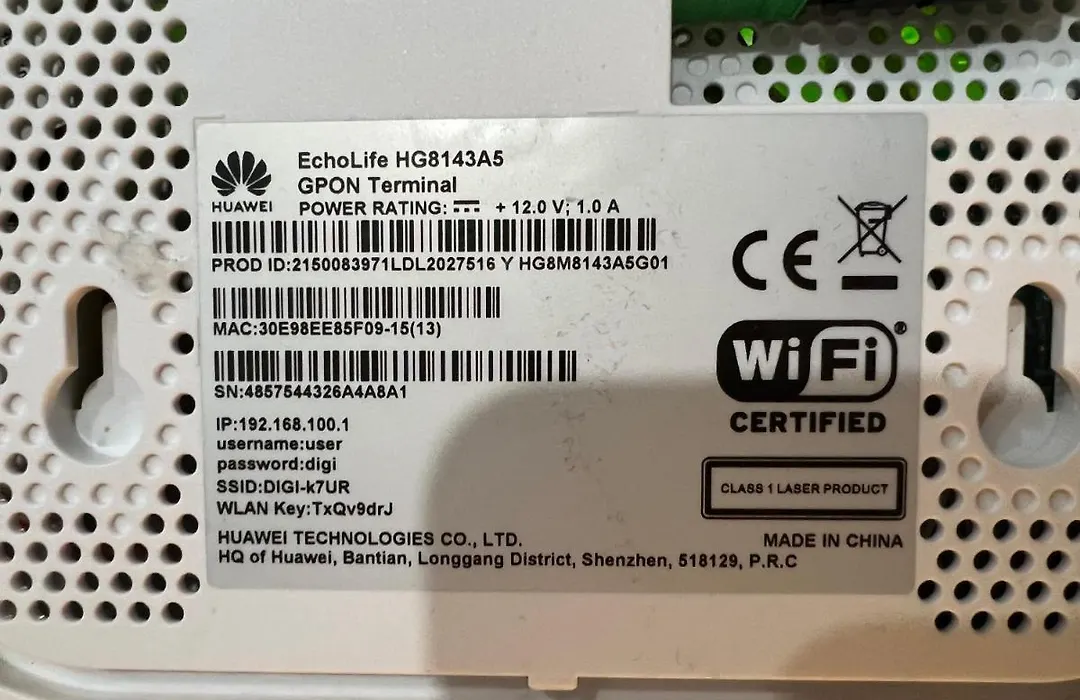 HUAWEI
EchoLife HG8143A5
GPON Terminal
POWER RATING: ⎓ + 12.0 V; 1.0 A
PROD ID:2150083971LDL2027516 Y HG8M8143A5G01
MAC:30E98EE85F09-15(13)
SN:4857544326A4A8A1
IP:192.168.100.1
username:user
password:digi
SSID:DIGI-k7UR
WLAN Key:TxQv9drJ
HUAWEI TECHNOLOGIES CO., LTD.
HQ of Huawei, Bantian, Longgang District, Shenzhen, 518129, P.R.C
CE
Wi Fi®
CERTIFIED
CLASS 1 LASER PRODUCT
MADE IN CHINA